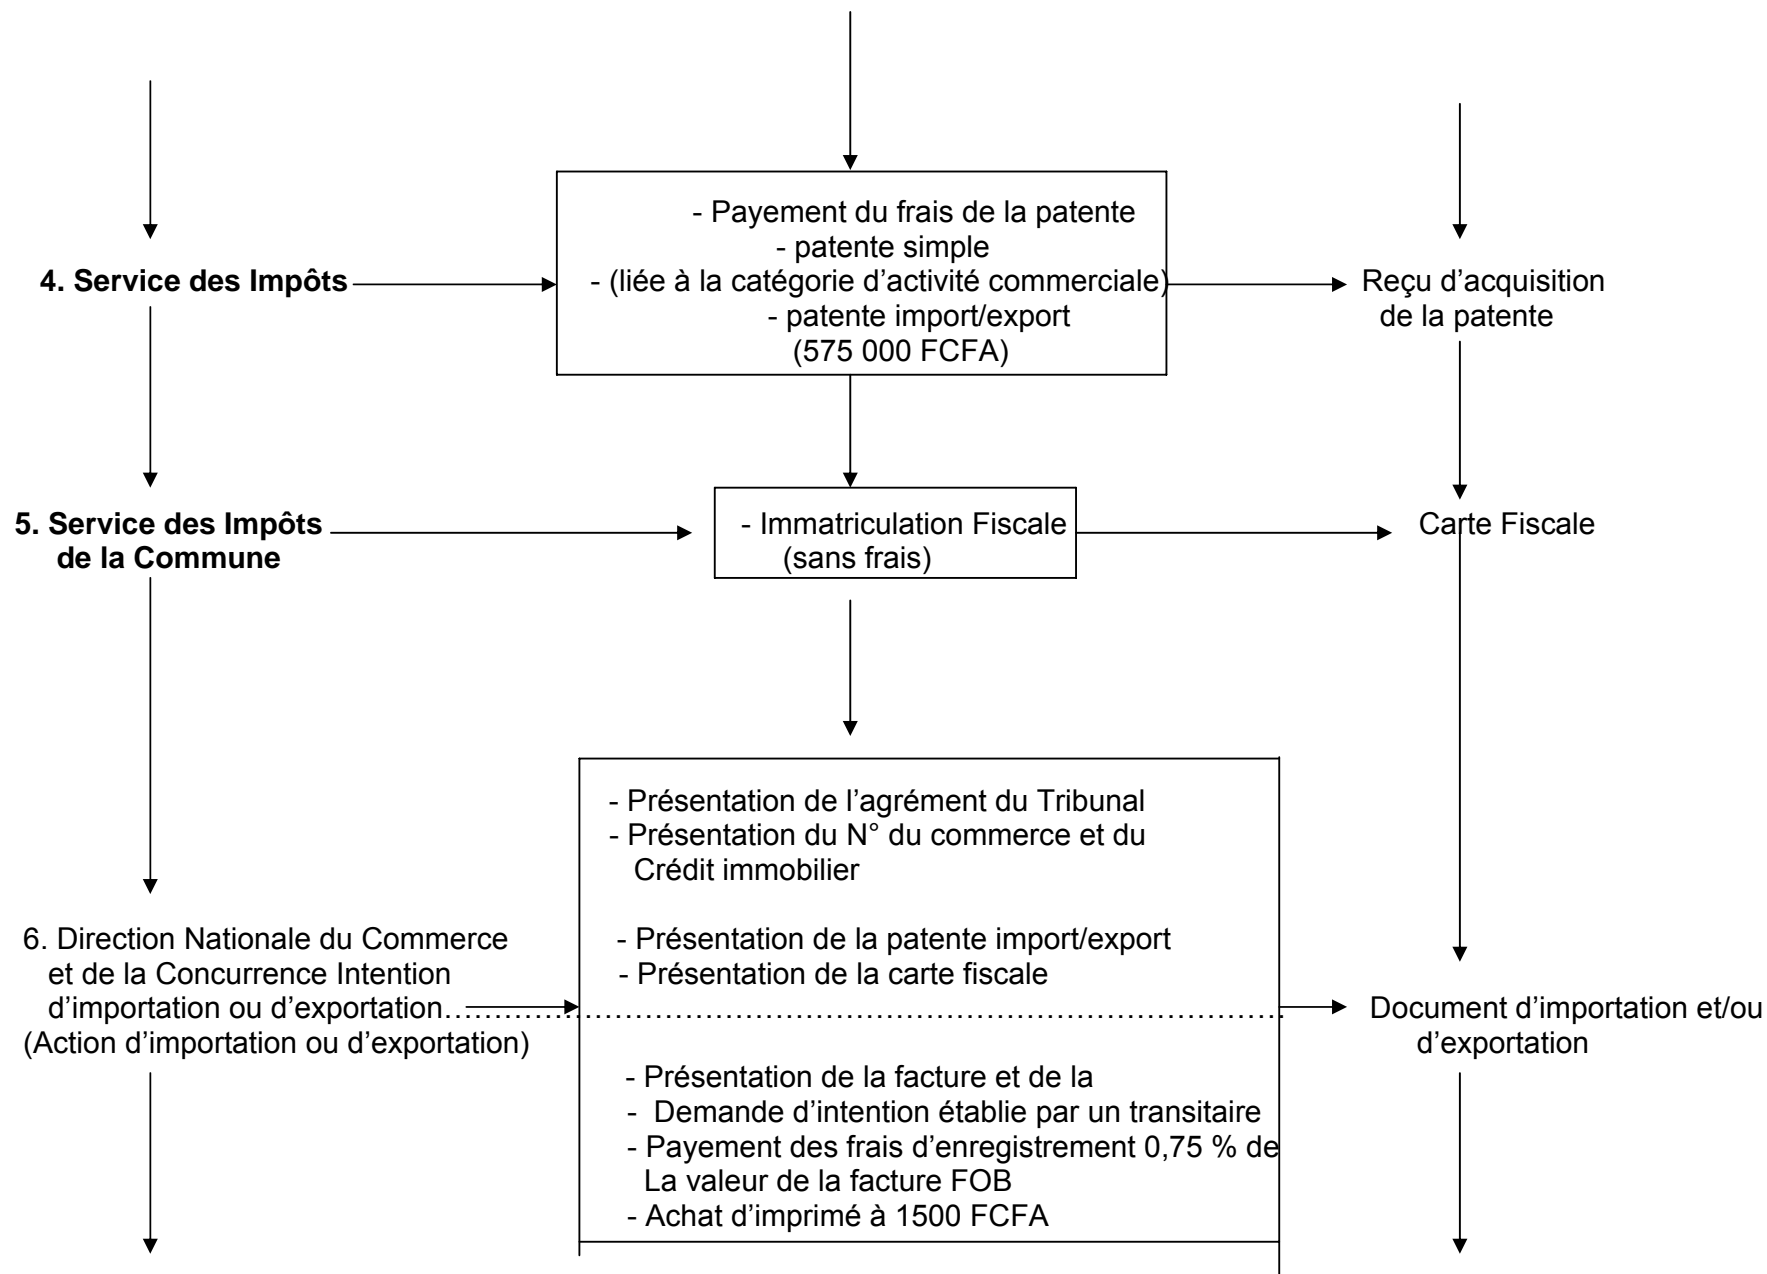 - Payement du frais de la patente
- patente simple
- (liée à la catégorie d’activité commerciale)
- patente import/export
(575 000 FCFA)
4. Service des Impôts
Reçu d’acquisition
de la patente
5. Service des Impôts
de la Commune
- Immatriculation Fiscale
(sans frais)
Carte Fiscale
- Présentation de l’agrément du Tribunal
- Présentation du N° du commerce et du
Crédit immobilier
- Présentation de la patente import/export
- Présentation de la carte fiscale
6. Direction Nationale du Commerce
et de la Concurrence Intention
d’importation ou d’exportation…………………………………………………………………………
(Action d’importation ou d’exportation)
Document d’importation et/ou
d’exportation
- Présentation de la facture et de la
- Demande d’intention établie par un transitaire
- Payement des frais d’enregistrement 0,75 % de
La valeur de la facture FOB
- Achat d’imprimé à 1500 FCFA